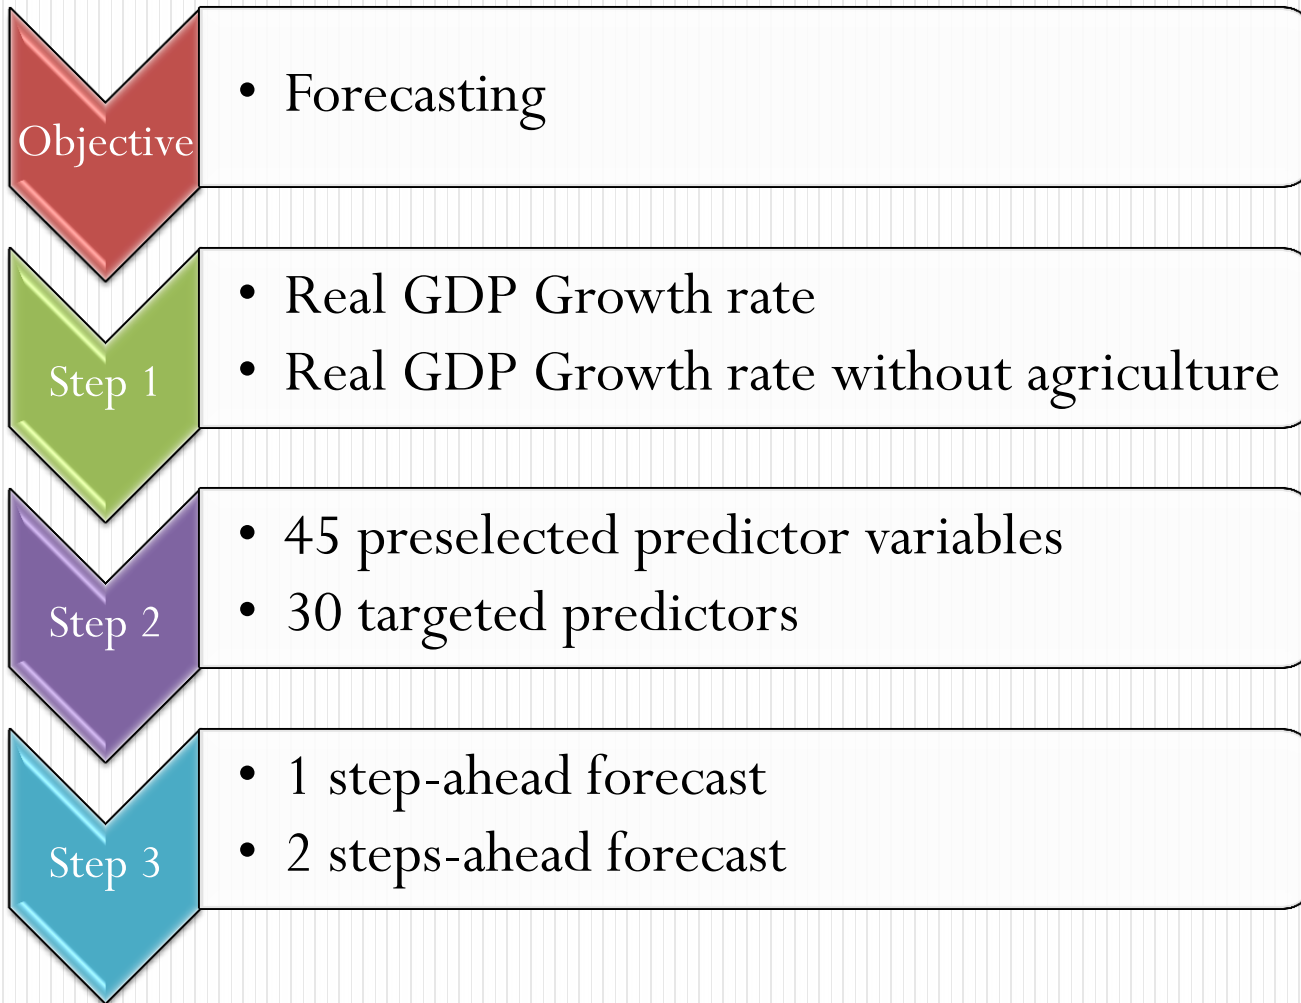 Objective
• Forecasting
Step 1
• Real GDP Growth rate
• Real GDP Growth rate without agriculture
Step 2
• 45 preselected predictor variables
• 30 targeted predictors
Step 3
• 1 step-ahead forecast
• 2 steps-ahead forecast